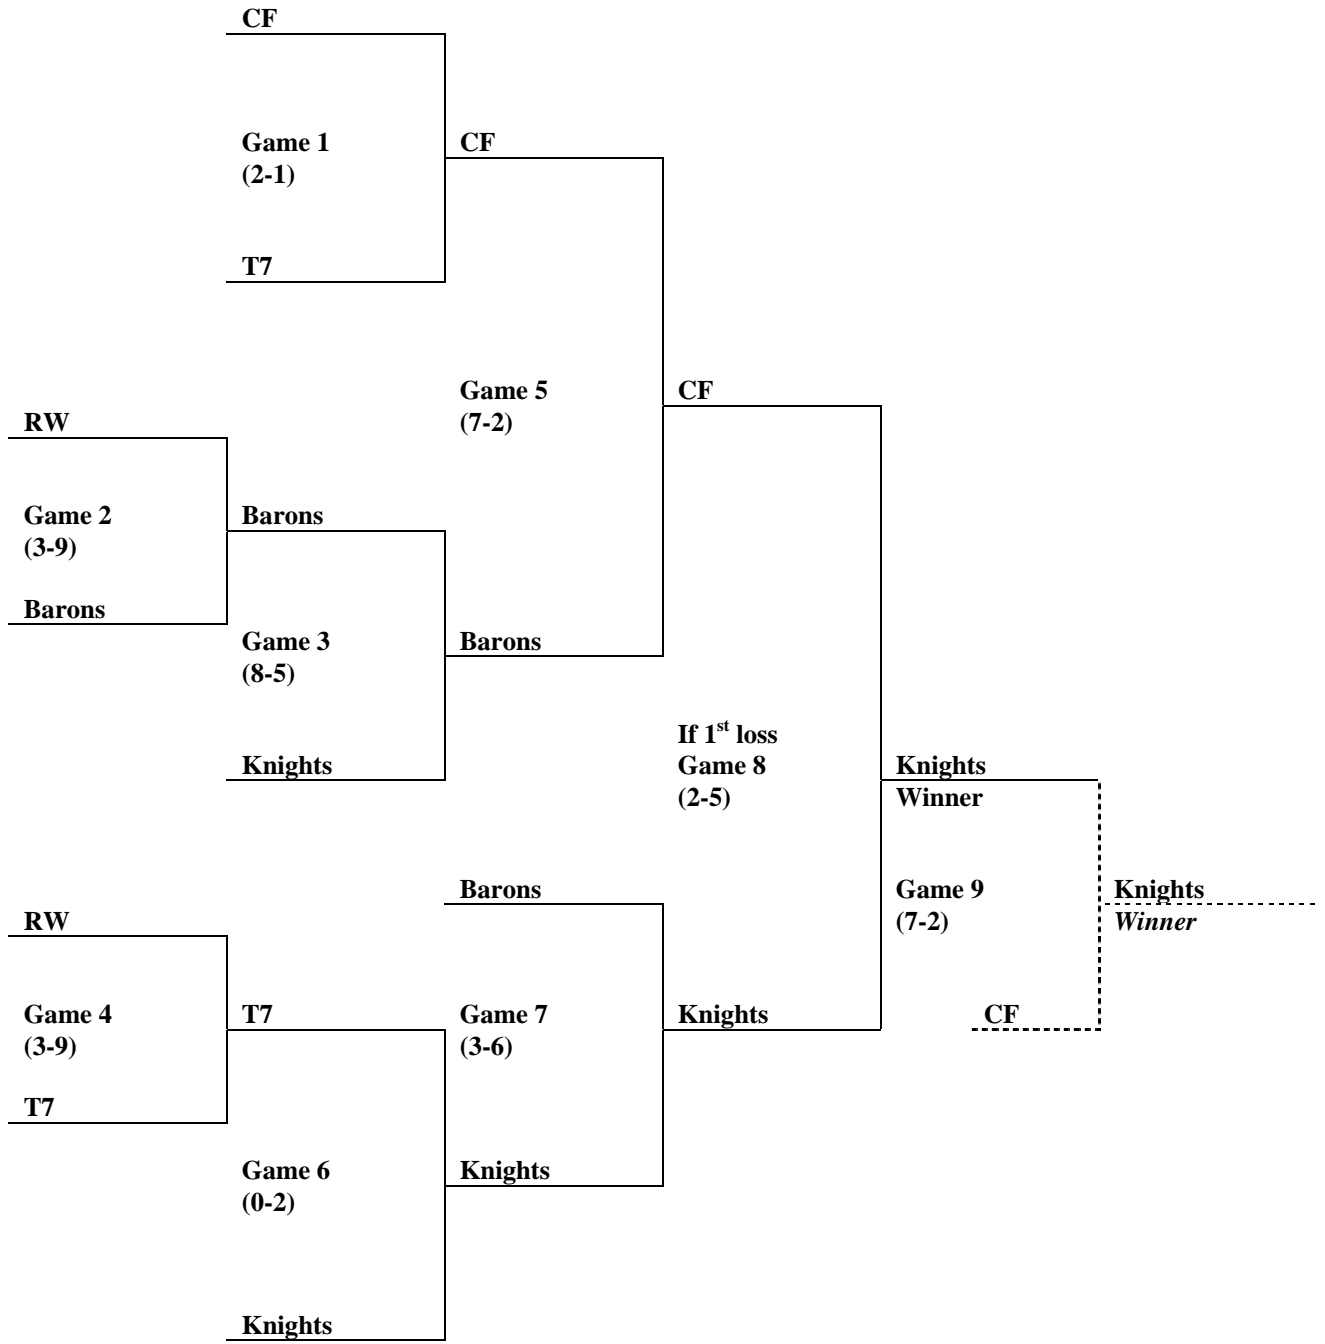 CF
Game 1
(2-1)
CF
T7
Game 5
(7-2)
CF
RW
Game 2
(3-9)
Barons
Barons
Game 3
(8-5)
Barons
Knights
If 1st loss
Game 8
(2-5)
Knights
Winner
Barons
Game 9
(7-2)
Knights
Winner
RW
Game 4
(3-9)
T7
Game 7
(3-6)
Knights
CF
T7
Game 6
(0-2)
Knights
Knights